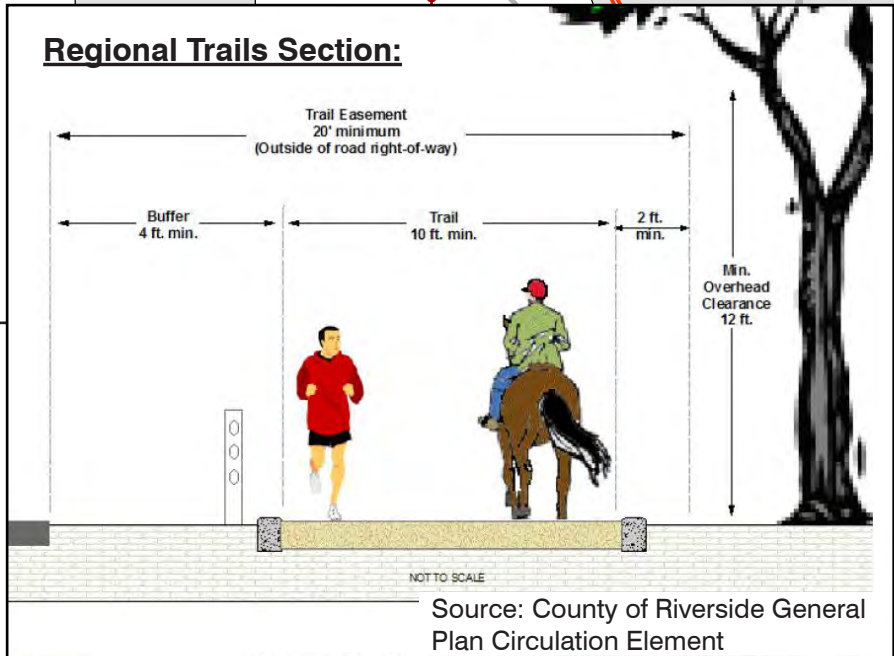 Regional Trails Section:
Trail Easement
20' minimum
(Outside of road right-of-way)
Buffer
4 ft. min.
Trail
10 ft. min.
2 ft.
min.
Min.
Overhead
Clearance
12 ft.
NOT TO SCALE
Source: County of Riverside General
Plan Circulation Element